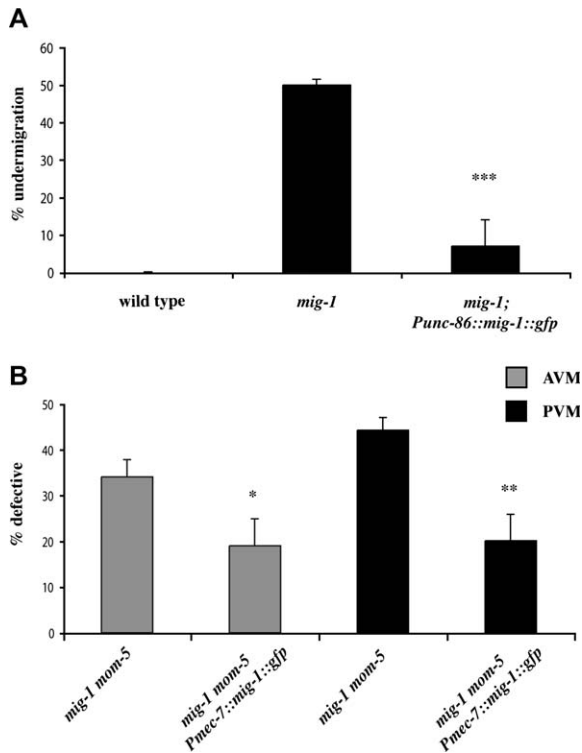 A
% undermigration
60
50
40
30
20
10
0
***
wild type
mig-1
mig-1;
Punc-86::mig-1::gfp
B
AVM
PVM
% defective
50
40
30
20
10
0
*
**
mig-1 mom-5
mig-1 mom-5
Pmec-7::mig-1::gfp
mig-1 mom-5
mig-1 mom-5
Pmec-7::mig-1::gfp